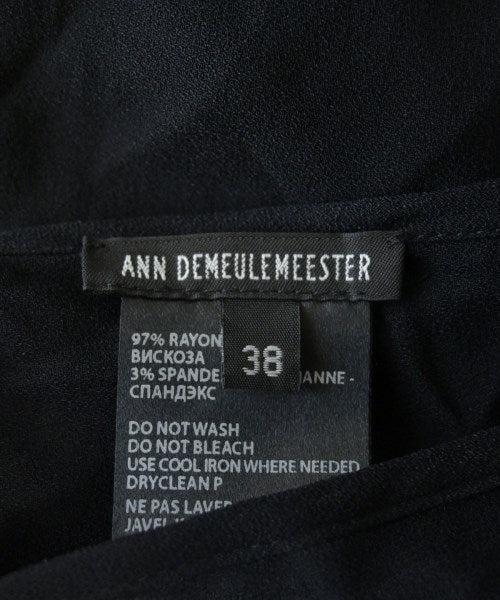 ANN DEMEULEMEESTER
38
97% RAYON
ВИСКОЗА
3% SPANDE ANNE -
СПАНДЭКС
DO NOT WASH
DO NOT BLEACH
USE COOL IRON WHERE NEEDED
DRYCLEAN P
NE PAS LAVER
JAVEL